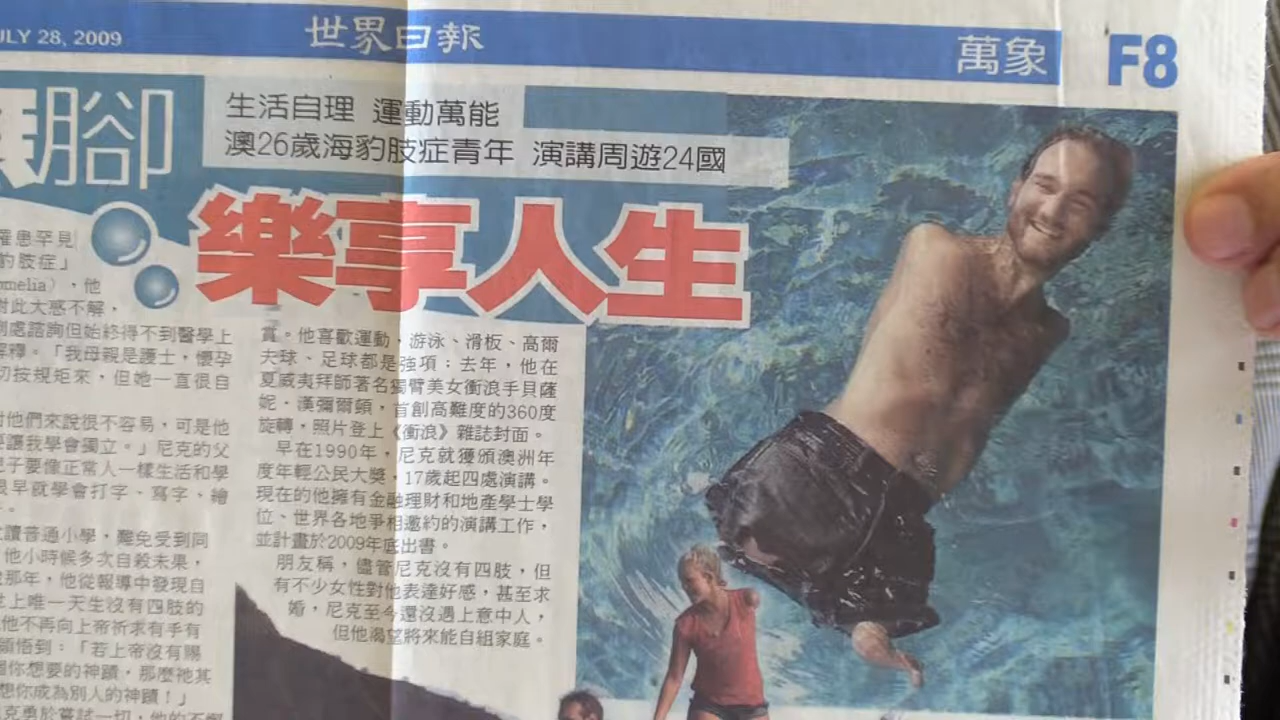 JULY 28, 2009
世界日報
萬象
F8
無腳
生活自理 運動萬能
澳26歲海豹肢症青年 演講周遊24國
樂享人生
罹患罕見
豹肢症」
omelia），他
對此大惑不解，
到處諮詢但始終得不到醫學上
解釋。「我母親是護士，懷孕
切按規矩來，但她一直很自
對他們來說很不容易，可是他
要讓我學會獨立。」尼克的父
兒子要像正常人一樣生活和學
很早就學會打字、寫字、繪
。
讀普通小學，難免受到同
他小時候多次自殺未果，
那年，他從報導中發現自
世上唯一天生沒有四肢的
他不再向上帝祈求有手有
領悟到：「若上帝沒有賜
個你想要的神蹟，那麼祂其
想你成為別人的神蹟！」
克勇於嘗試一切，他的不
賞。他喜歡運動，游泳、滑板、高爾
夫球、足球都是強項；去年，他在
夏威夷拜師著名獨臂美女衝浪手貝薩
妮．漢彌爾頓，首創高難度的360度
旋轉，照片登上《衝浪》雜誌封面。
早在1990年，尼克就獲頒澳洲年
度年輕公民大獎，17歲起四處演講。
現在的他擁有金融理財和地產學士學
位、世界各地爭相邀約的演講工作，
並計畫於2009年底出書。
朋友稱，儘管尼克沒有四肢，但
有不少女性對他表達好感，甚至求
婚，尼克至今還沒遇上意中人，
但他渴望將來能自組家庭。